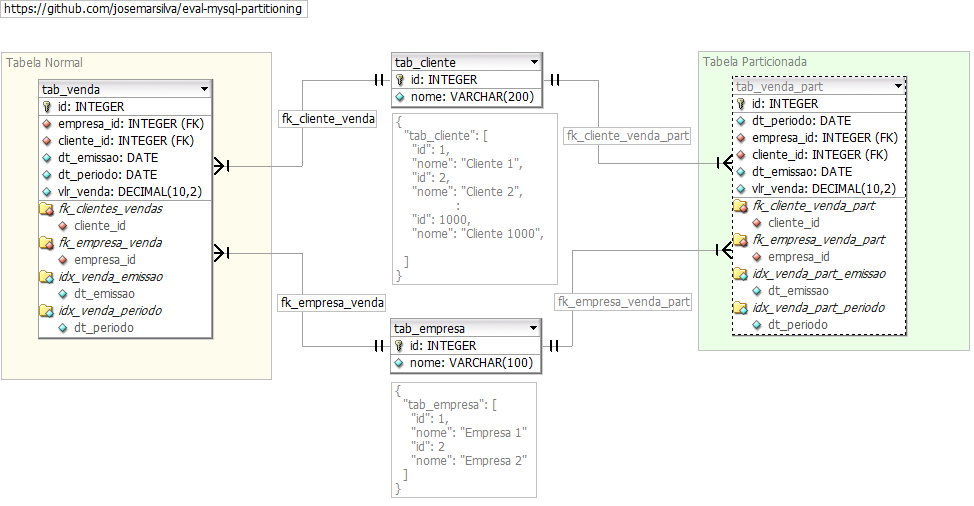 https://github.com/josemarsilva/eval-mysql-partitioning
Tabela Normal
tab_venda
id: INTEGER
empresa_id: INTEGER (FK)
cliente_id: INTEGER (FK)
dt_emissao: DATE
dt_periodo: DATE
vlr_venda: DECIMAL(10,2)
fk_clientes_vendas
cliente_id
fk_empresa_venda
empresa_id
idx_venda_emissao
dt_emissao
idx_venda_periodo
dt_periodo
fk_cliente_venda
fk_empresa_venda
tab_cliente
id: INTEGER
nome: VARCHAR(200)
{
"tab_cliente": [
"id": 1,
"nome": "Cliente 1",
"id": 2,
"nome": "Cliente 2",
:
"id": 1000,
"nome": "Cliente 1000",
]
}
tab_empresa
id: INTEGER
nome: VARCHAR(100)
{
"tab_empresa": [
"id": 1,
"nome": "Empresa 1"
"id": 2
"nome": "Empresa 2"
]
}
fk_cliente_venda_part
fk_empresa_venda_part
Tabela Particionada
tab_venda_part
id: INTEGER
dt_periodo: DATE
empresa_id: INTEGER (FK)
cliente_id: INTEGER (FK)
dt_emissao: DATE
vlr_venda: DECIMAL(10,2)
fk_cliente_venda_part
cliente_id
fk_empresa_venda_part
empresa_id
idx_venda_part_emissao
dt_emissao
idx_venda_part_periodo
dt_periodo